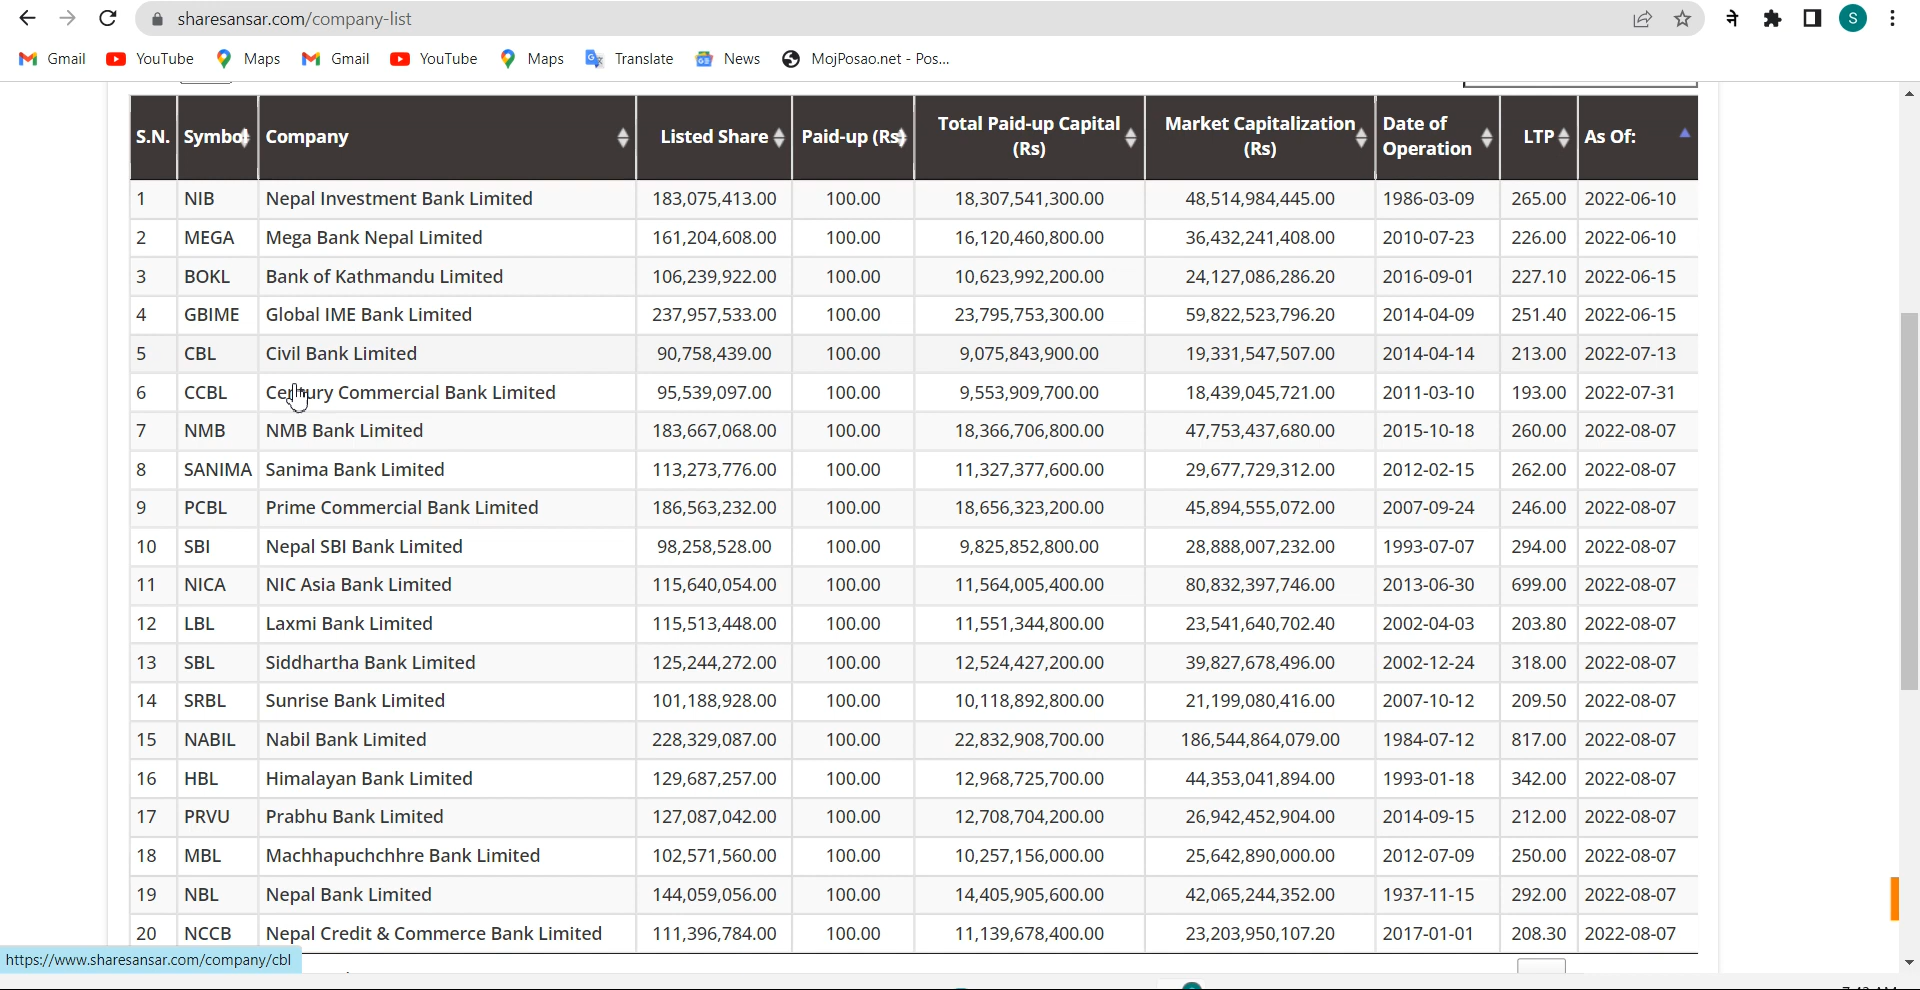 sharesansar.com/company-list
S
Gmail YouTube Maps Gmail YouTube Maps Translate News MojPosao.net - Pos...
S.N. Symbol Company Listed Share Paid-up (Rs) Total Paid-up Capital (Rs) Market Capitalization (Rs) Date of Operation LTP As Of:
1 NIB Nepal Investment Bank Limited 183,075,413.00 100.00 18,307,541,300.00 48,514,984,445.00 1986-03-09 265.00 2022-06-10
2 MEGA Mega Bank Nepal Limited 161,204,608.00 100.00 16,120,460,800.00 36,432,241,408.00 2010-07-23 226.00 2022-06-10
3 BOKL Bank of Kathmandu Limited 106,239,922.00 100.00 10,623,992,200.00 24,127,086,286.20 2016-09-01 227.10 2022-06-15
4 GBIME Global IME Bank Limited 237,957,533.00 100.00 23,795,753,300.00 59,822,523,796.20 2014-04-09 251.40 2022-06-15
5 CBL Civil Bank Limited 90,758,439.00 100.00 9,075,843,900.00 19,331,547,507.00 2014-04-14 213.00 2022-07-13
6 CCBL Century Commercial Bank Limited 95,539,097.00 100.00 9,553,909,700.00 18,439,045,721.00 2011-03-10 193.00 2022-07-31
7 NMB NMB Bank Limited 183,667,068.00 100.00 18,366,706,800.00 47,753,437,680.00 2015-10-18 260.00 2022-08-07
8 SANIMA Sanima Bank Limited 113,273,776.00 100.00 11,327,377,600.00 29,677,729,312.00 2012-02-15 262.00 2022-08-07
9 PCBL Prime Commercial Bank Limited 186,563,232.00 100.00 18,656,323,200.00 45,894,555,072.00 2007-09-24 246.00 2022-08-07
10 SBI Nepal SBI Bank Limited 98,258,528.00 100.00 9,825,852,800.00 28,888,007,232.00 1993-07-07 294.00 2022-08-07
11 NICA NIC Asia Bank Limited 115,640,054.00 100.00 11,564,005,400.00 80,832,397,746.00 2013-06-30 699.00 2022-08-07
12 LBL Laxmi Bank Limited 115,513,448.00 100.00 11,551,344,800.00 23,541,640,702.40 2002-04-03 203.80 2022-08-07
13 SBL Siddhartha Bank Limited 125,244,272.00 100.00 12,524,427,200.00 39,827,678,496.00 2002-12-24 318.00 2022-08-07
14 SRBL Sunrise Bank Limited 101,188,928.00 100.00 10,118,892,800.00 21,199,080,416.00 2007-10-12 209.50 2022-08-07
15 NABIL Nabil Bank Limited 228,329,087.00 100.00 22,832,908,700.00 186,544,864,079.00 1984-07-12 817.00 2022-08-07
16 HBL Himalayan Bank Limited 129,687,257.00 100.00 12,968,725,700.00 44,353,041,894.00 1993-01-18 342.00 2022-08-07
17 PRVU Prabhu Bank Limited 127,087,042.00 100.00 12,708,704,200.00 26,942,452,904.00 2014-09-15 212.00 2022-08-07
18 MBL Machhapuchchhre Bank Limited 102,571,560.00 100.00 10,257,156,000.00 25,642,890,000.00 2012-07-09 250.00 2022-08-07
19 NBL Nepal Bank Limited 144,059,056.00 100.00 14,405,905,600.00 42,065,244,352.00 1937-11-15 292.00 2022-08-07
20 NCCB Nepal Credit & Commerce Bank Limited 111,396,784.00 100.00 11,139,678,400.00 23,203,950,107.20 2017-01-01 208.30 2022-08-07
https://www.sharesansar.com/company/cbl